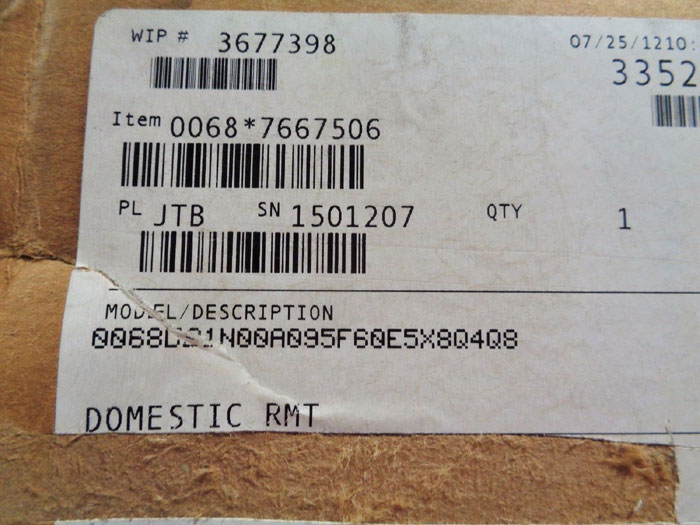 WIP # 3677398 07/25/1210:
3352
Item 0068*7667506
PL JTB SN 1501207 QTY 1
MODEL/DESCRIPTION
0068L21N00A095F60E5X8Q4Q8
DOMESTIC RMT